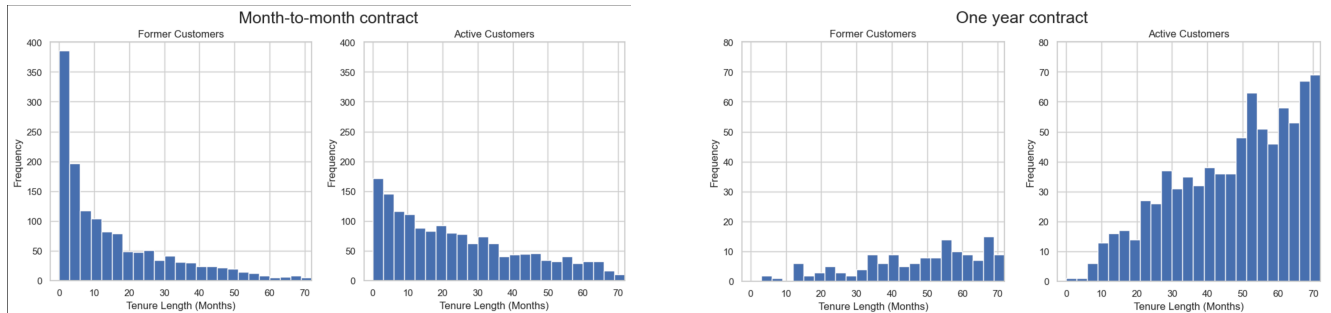 Month-to-month contract
Former Customers
400
350
300
250
200
150
100
50
0
Frequency
0 10 20 30 40 50 60 70
Tenure Length (Months)
Active Customers
400
350
300
250
200
150
100
50
0
0 10 20 30 40 50 60 70
Tenure Length (Months)
One year contract
Former Customers
80
70
60
50
40
30
20
10
0
Frequency
0 10 20 30 40 50 60 70
Tenure Length (Months)
Active Customers
80
70
60
50
40
30
20
10
0
Frequency
0 10 20 30 40 50 60 70
Tenure Length (Months)